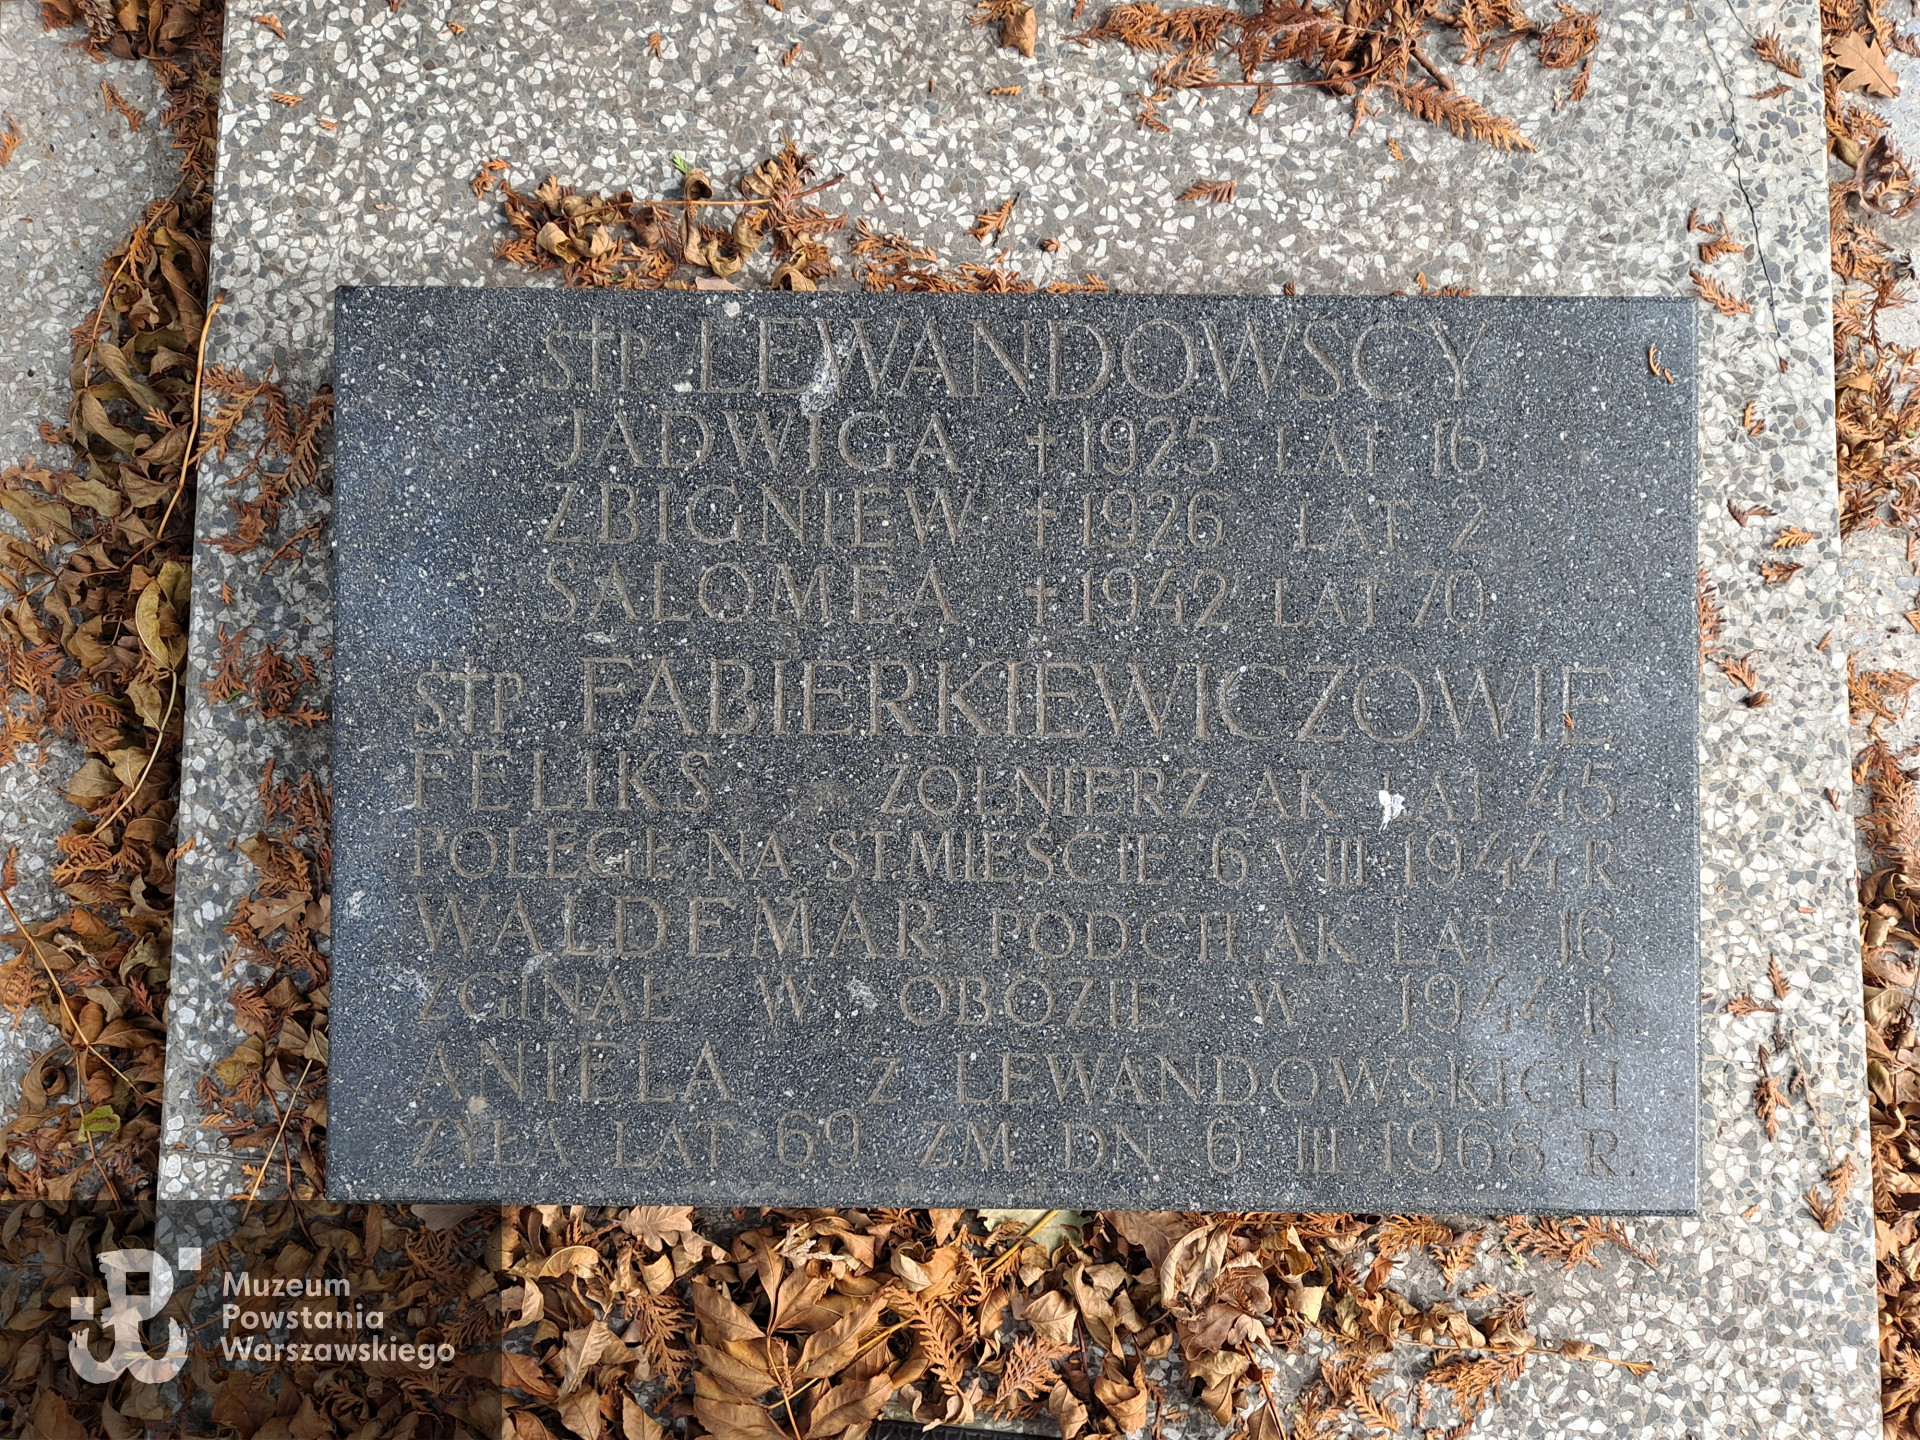 Ś✝P LEWANDOWSCY
JADWIGA ✝ 1925 LAT 16
ZBIGNIEW ✝ 1926 LAT 2
SALOMEA ✝ 1942 LAT 70
Ś✝P FABIERKIEWICZOWIE
FELIKS ŻOŁNIERZ AK LAT 45
POLEGŁ NA ST.MIEŚCIE 6 VIII 1944 R
WALDEMAR PODCH.AK LAT 16
ZGINĄŁ W OBOZIE W 1944 R
ANIELA Z LEWANDOWSKICH
ŻYŁA LAT 69 ZM DN 6 III 1968 R.
Muzeum
Powstania
Warszawskiego